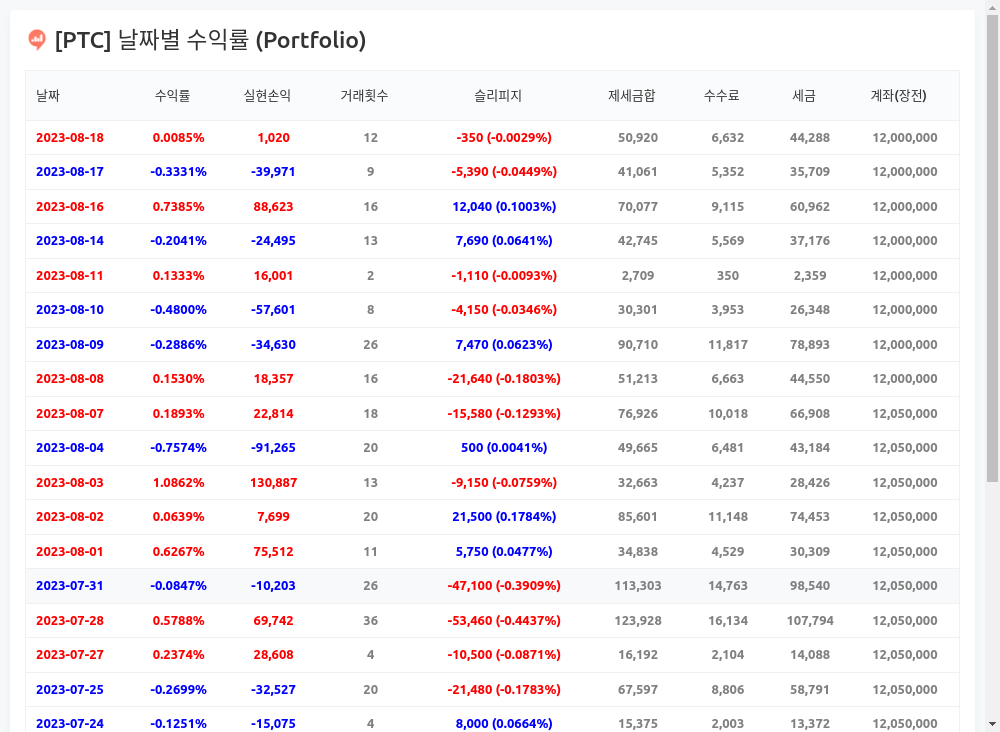 [PTC] 날짜별 수익률 (Portfolio)
날짜 수익률 실현손익 거래횟수 슬리피지 제세금합 수수료 세금 계좌(장전)
2023-08-18 0.0085% 1,020 12 -350 (-0.0029%) 50,920 6,632 44,288 12,000,000
2023-08-17 -0.3331% -39,971 9 -5,390 (-0.0449%) 41,061 5,352 35,709 12,000,000
2023-08-16 0.7385% 88,623 16 12,040 (0.1003%) 70,077 9,115 60,962 12,000,000
2023-08-14 -0.2041% -24,495 13 7,690 (0.0641%) 42,745 5,569 37,176 12,000,000
2023-08-11 0.1333% 16,001 2 -1,110 (-0.0093%) 2,709 350 2,359 12,000,000
2023-08-10 -0.4800% -57,601 8 -4,150 (-0.0346%) 30,301 3,953 26,348 12,000,000
2023-08-09 -0.2886% -34,630 26 7,470 (0.0623%) 90,710 11,817 78,893 12,000,000
2023-08-08 0.1530% 18,357 16 -21,640 (-0.1803%) 51,213 6,663 44,550 12,000,000
2023-08-07 0.1893% 22,814 18 -15,580 (-0.1293%) 76,926 10,018 66,908 12,050,000
2023-08-04 -0.7574% -91,265 20 500 (0.0041%) 49,665 6,481 43,184 12,050,000
2023-08-03 1.0862% 130,887 13 -9,150 (-0.0759%) 32,663 4,237 28,426 12,050,000
2023-08-02 0.0639% 7,699 20 21,500 (0.1784%) 85,601 11,148 74,453 12,050,000
2023-08-01 0.6267% 75,512 11 5,750 (0.0477%) 34,838 4,529 30,309 12,050,000
2023-07-31 -0.0847% -10,203 26 -47,100 (-0.3909%) 113,303 14,763 98,540 12,050,000
2023-07-28 0.5788% 69,742 36 -53,460 (-0.4437%) 123,928 16,134 107,794 12,050,000
2023-07-27 0.2374% 28,608 4 -10,500 (-0.0871%) 16,192 2,104 14,088 12,050,000
2023-07-25 -0.2699% -32,527 20 -21,480 (-0.1783%) 67,597 8,806 58,791 12,050,000
2023-07-24 -0.1251% -15,075 4 8,000 (0.0664%) 15,375 2,003 13,372 12,050,000